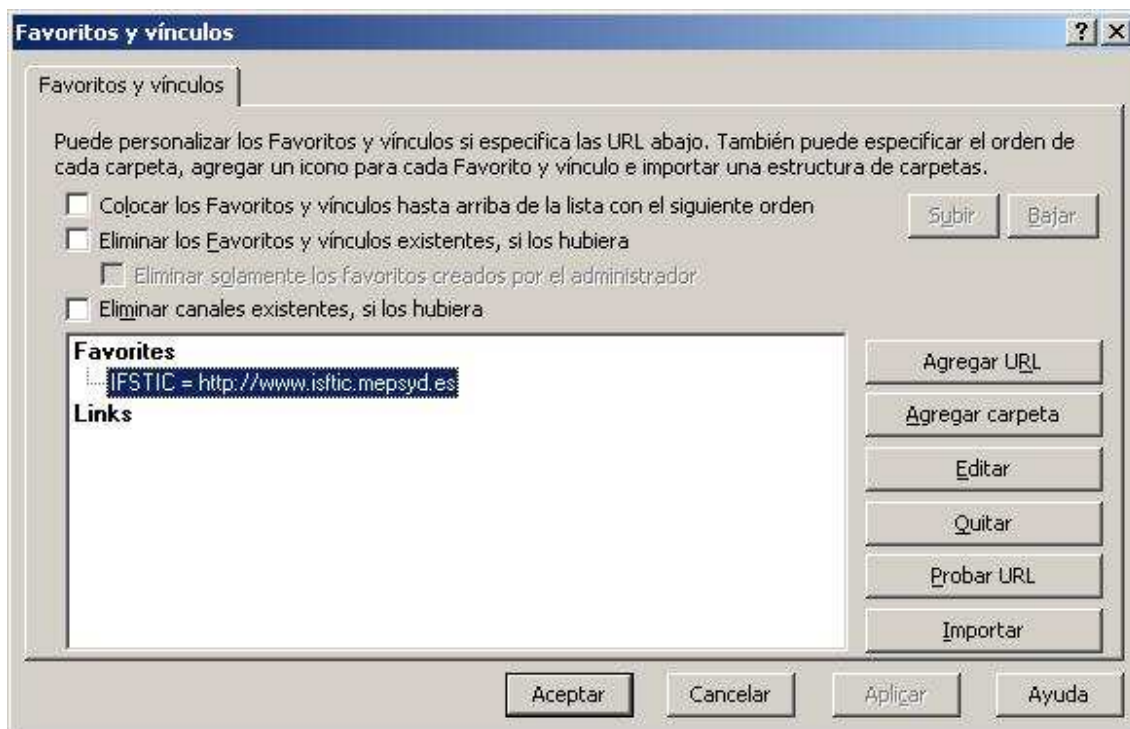 Favoritos y vínculos
Favoritos y vínculos
Puede personalizar los Favoritos y vínculos si especifica las URL abajo. También puede especificar el orden de
cada carpeta, agregar un icono para cada Favorito y vínculo e importar una estructura de carpetas.
Colocar los Favoritos y vínculos hasta arriba de la lista con el siguiente orden
Subir
Bajar
Eliminar los Favoritos y vínculos existentes, si los hubiera
Eliminar solamente los favoritos creados por el administrador
Eliminar canales existentes, si los hubiera
Favorites
IFSTIC = http://www.isftic.mepsyd.es
Links
Agregar URL
Agregar carpeta
Editar
Quitar
Probar URL
Importar
Aceptar
Cancelar
Aplicar
Ayuda